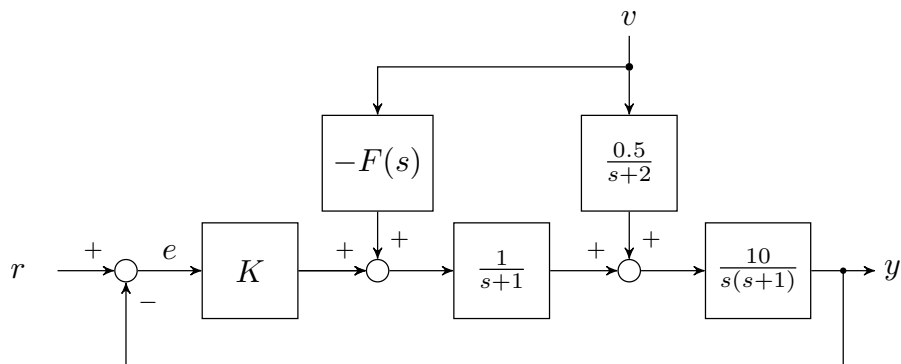 v
−F(s)
0.5/(s+2)
+ +
r + e K + 1/(s+1) + 10/(s(s+1)) y
−